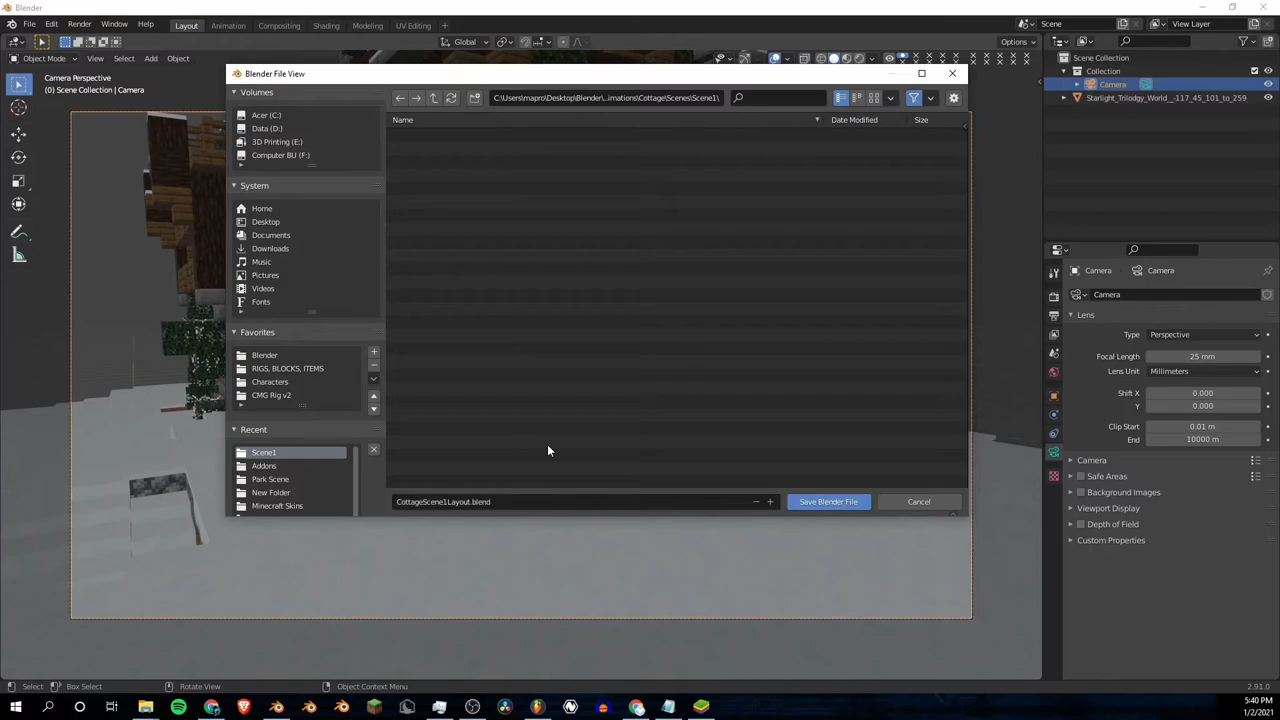 Blender
File Edit Render Window Help Layout Animation Compositing Shading Modeling UV Editing + Scene View Layer
Global Options
Object Mode View Select Add Object
Camera Perspective
(0) Scene Collection | Camera
Blender File View
Volumes
C:\Users\mapro\Desktop\Blender\..imations\Cottage\Scenes\Scene1\
Name Date Modified Size
Acer (C:)
Data (D:)
3D Printing (E:)
Computer BU (F:)
System
Home
Desktop
Documents
Downloads
Music
Pictures
Videos
Fonts
Favorites
Blender
RIGS, BLOCKS, ITEMS
Characters
CMG Rig v2
Recent
Scene1
Addons
Park Scene
New Folder
Minecraft Skins
CottageScene1Layout.blend
Save Blender File Cancel
Scene Collection
Collection
Camera
Starlight_Trilodgy_World_-117_45_101_to_259
Camera Camera
Camera
Lens
Type Perspective
Focal Length 25 mm
Lens Unit Millimeters
Shift X 0.000
Y 0.000
Clip Start 0.01 m
End 10000 m
Camera
Safe Areas
Background Images
Viewport Display
Depth of Field
Custom Properties
Select Box Select Rotate View Object Context Menu 2.91.0
5:40 PM
1/2/2021